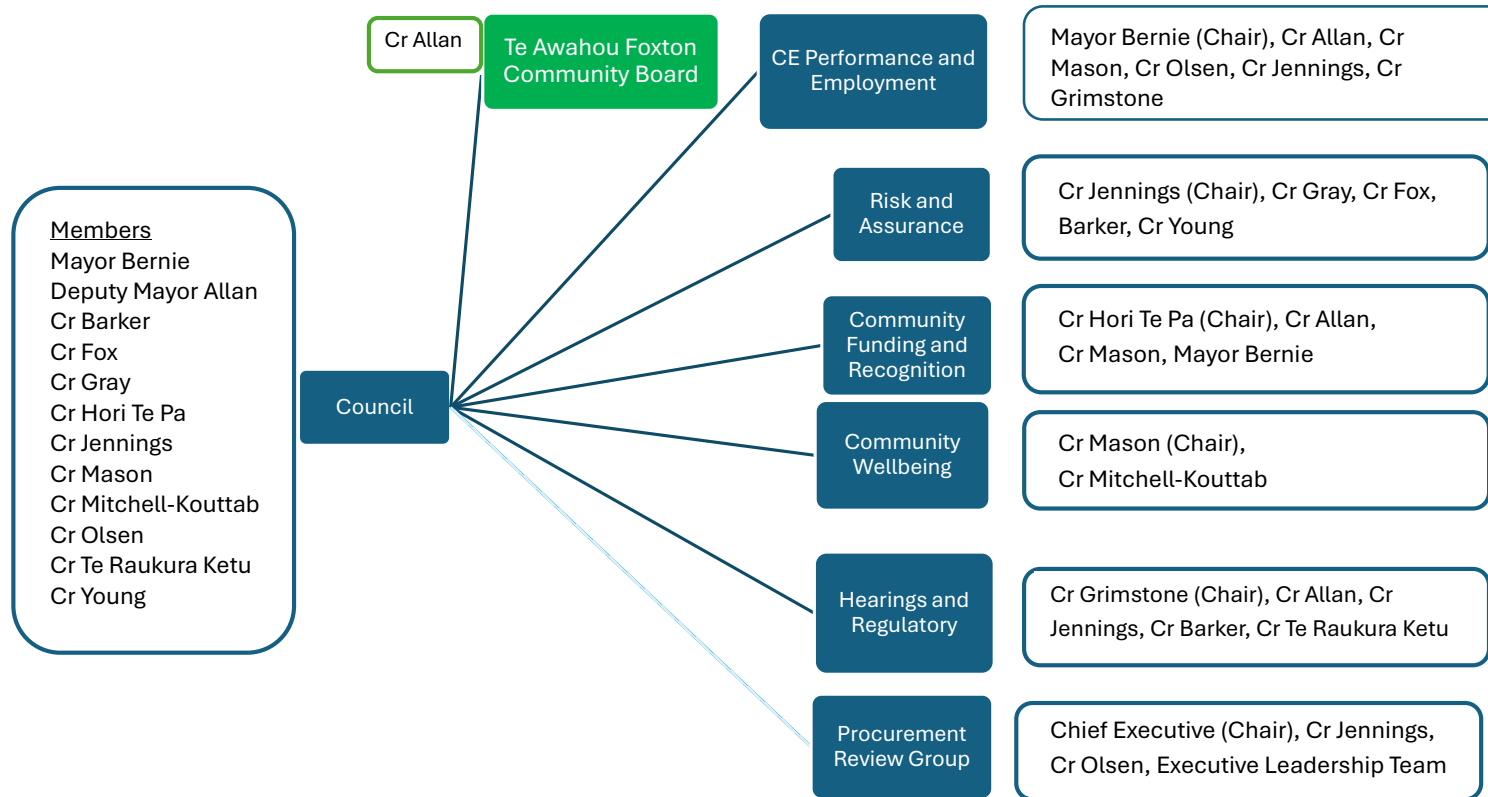 Cr Allan
Te Awahou Foxton
Community Board
CE Performance and
Employment
Mayor Bernie (Chair), Cr Allan, Cr
Mason, Cr Olsen, Cr Jennings, Cr
Grimstone
Members
Mayor Bernie
Deputy Mayor Allan
Cr Barker
Cr Fox
Cr Gray
Cr Hori Te Pa
Cr Jennings
Cr Mason
Cr Mitchell-Kouttab
Cr Olsen
Cr Te Raukura Ketu
Cr Young
Council
Risk and
Assurance
Cr Jennings (Chair), Cr Gray, Cr Fox,
Barker, Cr Young
Community
Funding and
Recognition
Cr Hori Te Pa (Chair), Cr Allan,
Cr Mason, Mayor Bernie
Community
Wellbeing
Cr Mason (Chair),
Cr Mitchell-Kouttab
Hearings and
Regulatory
Cr Grimstone (Chair), Cr Allan, Cr
Jennings, Cr Barker, Cr Te Raukura Ketu
Procurement
Review Group
Chief Executive (Chair), Cr Jennings,
Cr Olsen, Executive Leadership Team